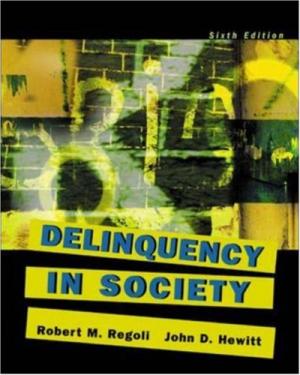 Sixth Edition
DELINQUENCY
IN SOCIETY
Robert M. Regoli John D. Hewitt